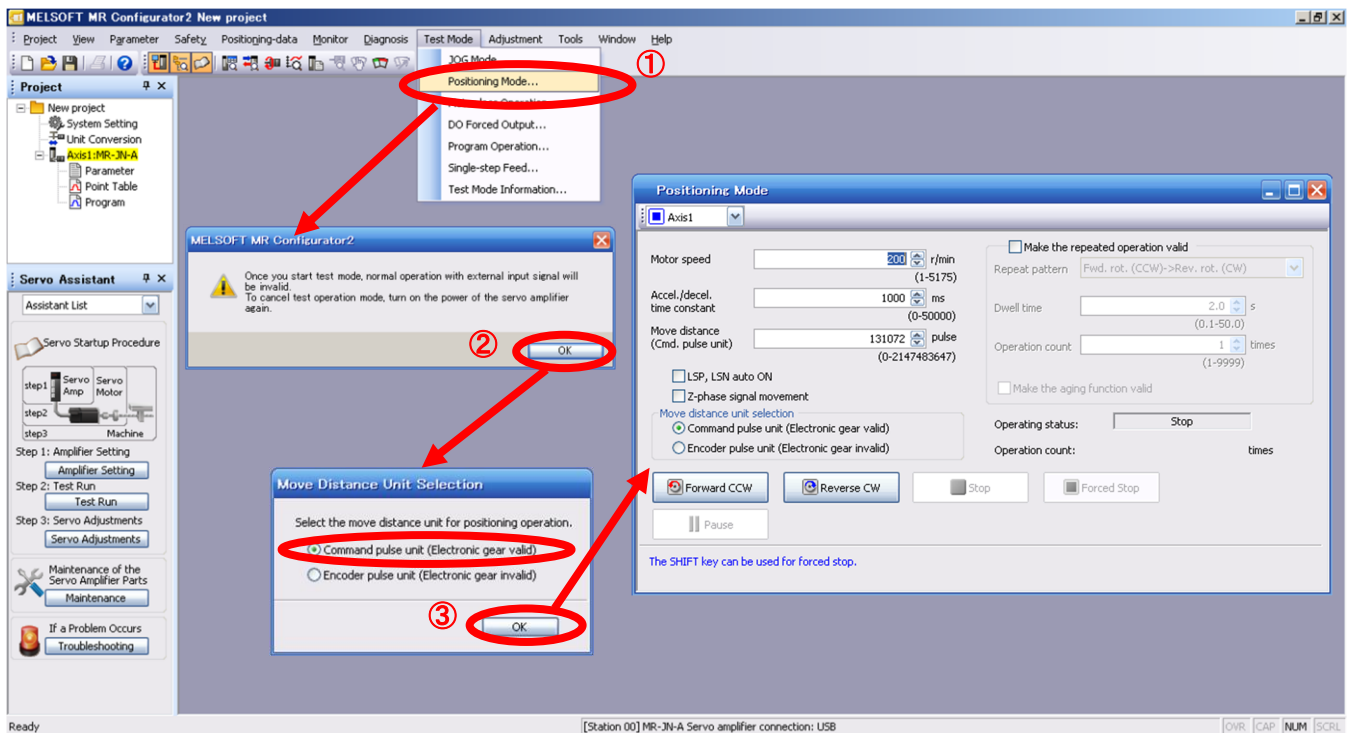 MELSOFT MR Configurator2 New project
Project View Parameter Safety Positioning-data Monitor Diagnosis Test Mode Adjustment Tools Window Help
JOG Mode...
①
Positioning Mode...
DO Forced Output...
Program Operation...
Single-step Feed...
Test Mode Information...
Project
New project
System Setting
Unit Conversion
Axis1:MR-JN-A
Parameter
Point Table
Program
MELSOFT MR Configurator2
Once you start test mode, normal operation with external input signal will
be invalid.
To cancel test operation mode, turn on the power of the servo amplifier
again.
②
OK
Servo Assistant
Assistant List
Servo Startup Procedure
step1
Servo Amp
Servo Motor
step2
step3
Machine
Step 1: Amplifier Setting
Amplifier Setting
Step 2: Test Run
Test Run
Step 3: Servo Adjustments
Servo Adjustments
Maintenance of the
Servo Amplifier Parts
Maintenance
If a Problem Occurs
Troubleshooting
Move Distance Unit Selection
Select the move distance unit for positioning operation.
Command pulse unit (Electronic gear valid)
Encoder pulse unit (Electronic gear invalid)
③
OK
Positioning Mode
Axis1
Motor speed
200 r/min
(1-5175)
Accel./decel.
time constant
1000 ms
(0-50000)
Move distance
(Cmd. pulse unit)
131072 pulse
(0-2147483647)
LSP, LSN auto ON
Z-phase signal movement
Move distance unit selection
Command pulse unit (Electronic gear valid)
Encoder pulse unit (Electronic gear invalid)
Make the repeated operation valid
Repeat pattern Fwd. rot. (CCW)->Rev. rot. (CW)
Dwell time 2.0 s
(0.1-50.0)
Operation count 1 times
(1-9999)
Make the aging function valid
Operating status: Stop
Operation count: times
Forward CCW Reverse CW Stop Forced Stop
Pause
The SHIFT key can be used for forced stop.
Ready [Station 00] MR-JN-A Servo amplifier connection: USB OVR CAP NUM SCRL